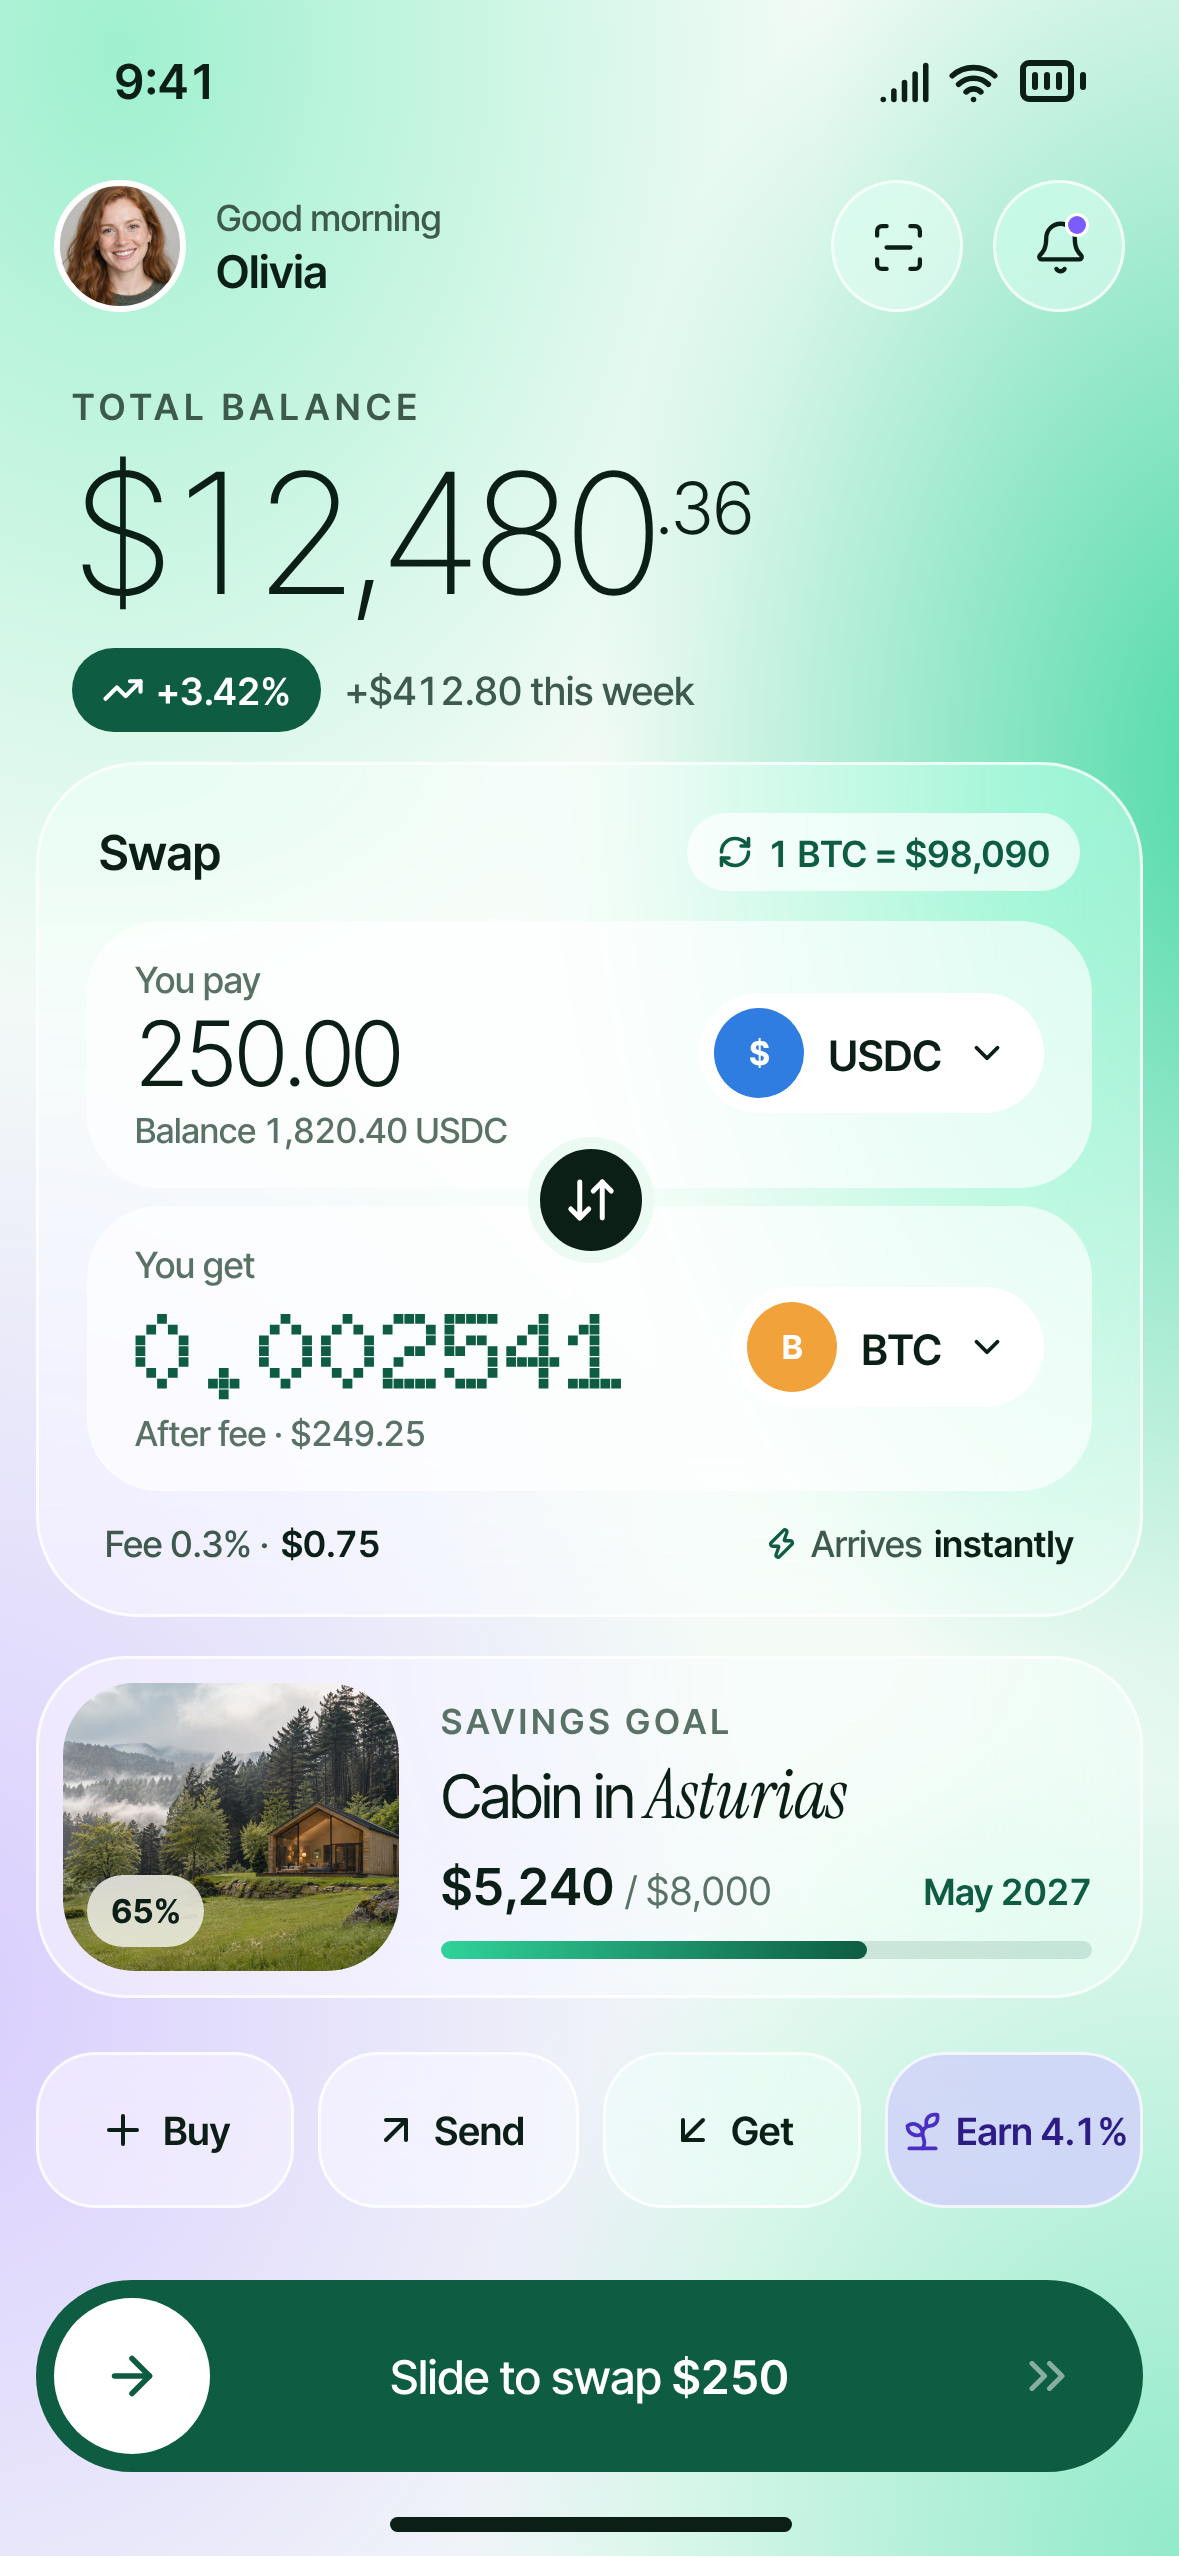 9:41
Good morning
Olivia
TOTAL BALANCE
$12,480.36
+3.42% +$412.80 this week
Swap
1 BTC = $98,090
You pay
250.00
$ USDC
Balance 1,820.40 USDC
You get
0.002541
B BTC
After fee · $249.25
Fee 0.3% · $0.75
Arrives instantly
SAVINGS GOAL
Cabin in Asturias
$5,240 / $8,000
May 2027
65%
Buy
Send
Get
Earn 4.1%
Slide to swap $250